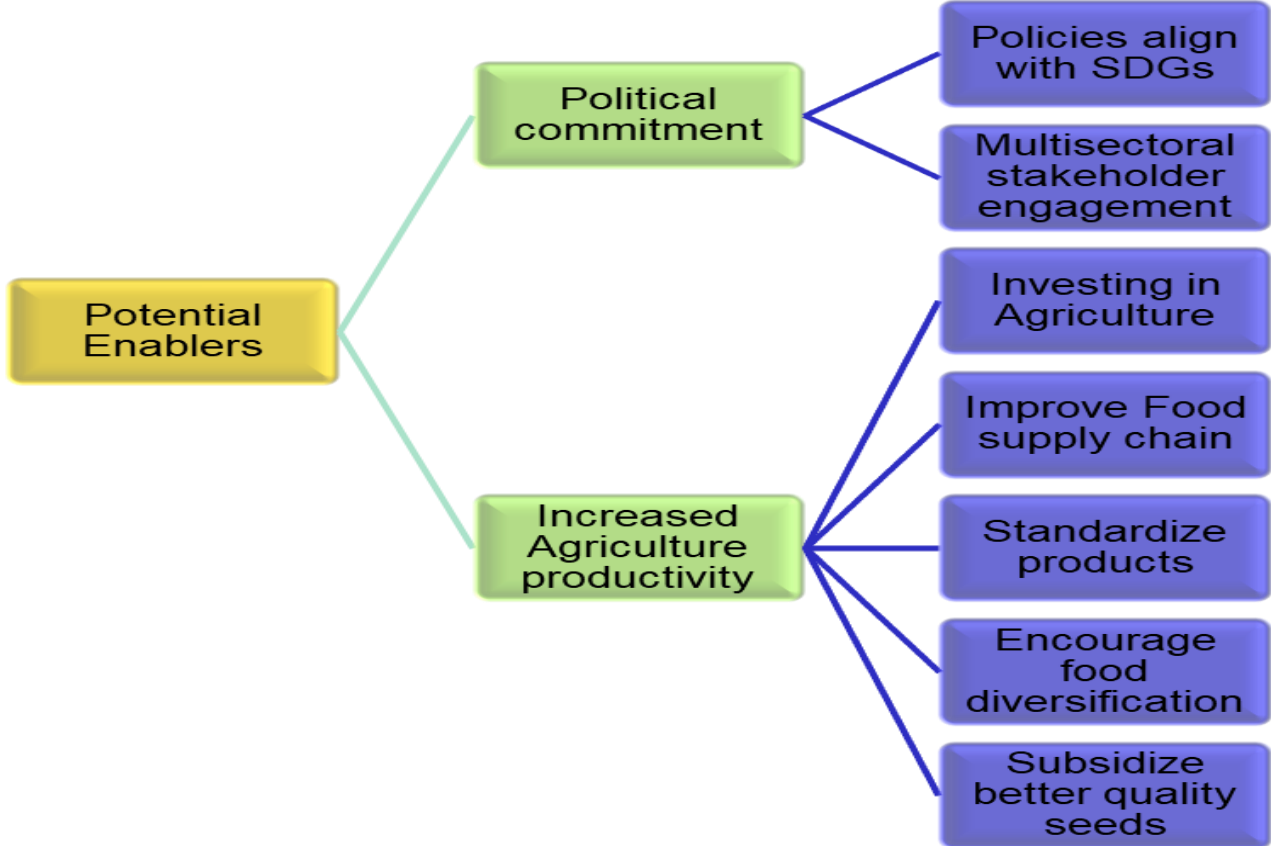 Potential
Enablers
Political
commitment
Policies align
with SDGs
Multisectoral
stakeholder
engagement
Increased
Agriculture
productivity
Investing in
Agriculture
Improve Food
supply chain
Standardize
products
Encourage
food
diversification
Subsidize
better quality
seeds